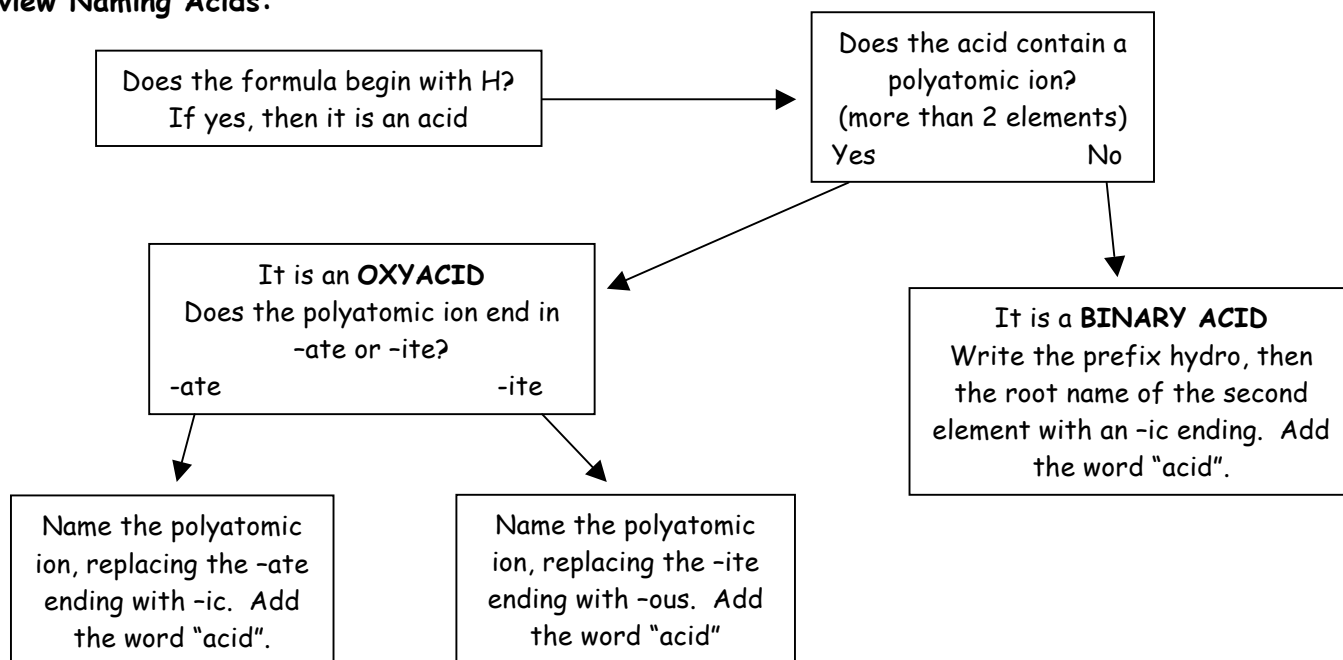 view Naming Acids:
Does the formula begin with H?
If yes, then it is an acid
Does the acid contain a
polyatomic ion?
(more than 2 elements)
Yes No
It is an OXYACID
Does the polyatomic ion end in
–ate or –ite?
-ate -ite
It is a BINARY ACID
Write the prefix hydro, then
the root name of the second
element with an –ic ending. Add
the word “acid”.
Name the polyatomic
ion, replacing the –ate
ending with –ic. Add
the word “acid”.
Name the polyatomic
ion, replacing the –ite
ending with –ous. Add
the word “acid”